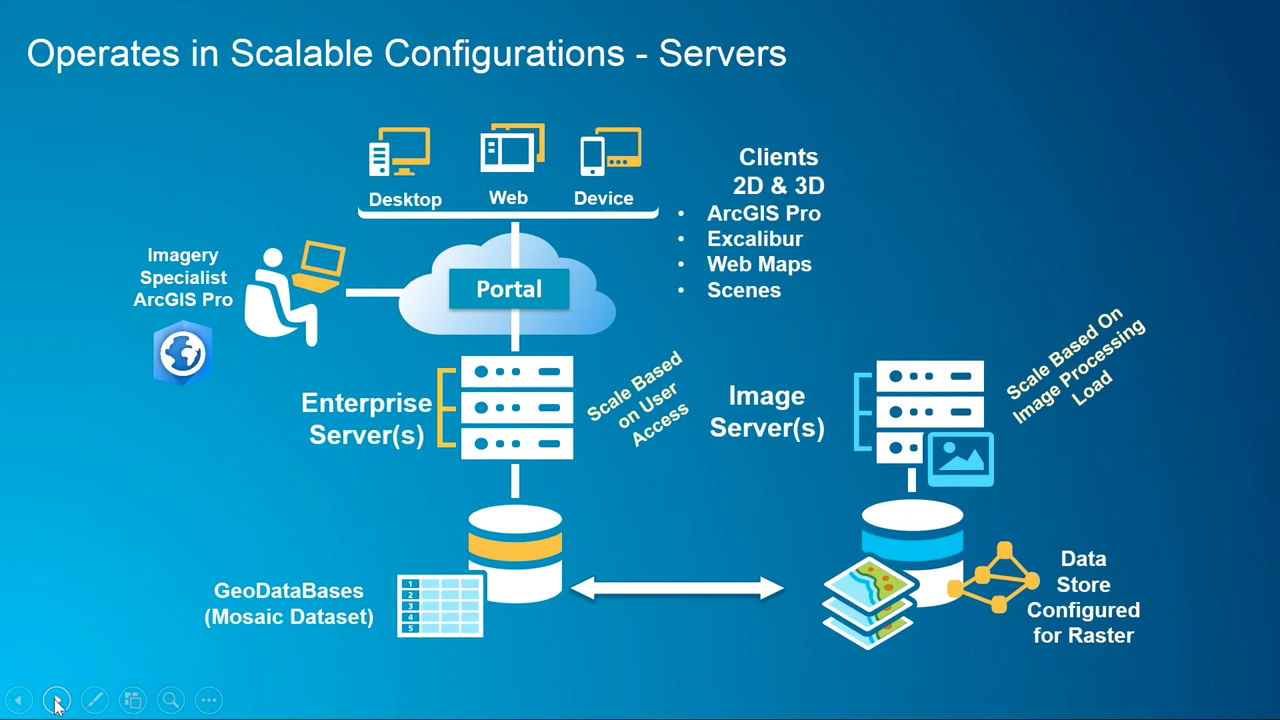 Operates in Scalable Configurations - Servers
Desktop
Web
Device
Clients
2D & 3D
• ArcGIS Pro
• Excalibur
• Web Maps
• Scenes
Imagery
Specialist
ArcGIS Pro
Portal
Enterprise
Server(s)
Scale Based
on User
Access
Image
Server(s)
Scale Based On
Image Processing
Load
GeoDataBases
(Mosaic Dataset)
1
2
3
4
5
Data
Store
Configured
for Raster